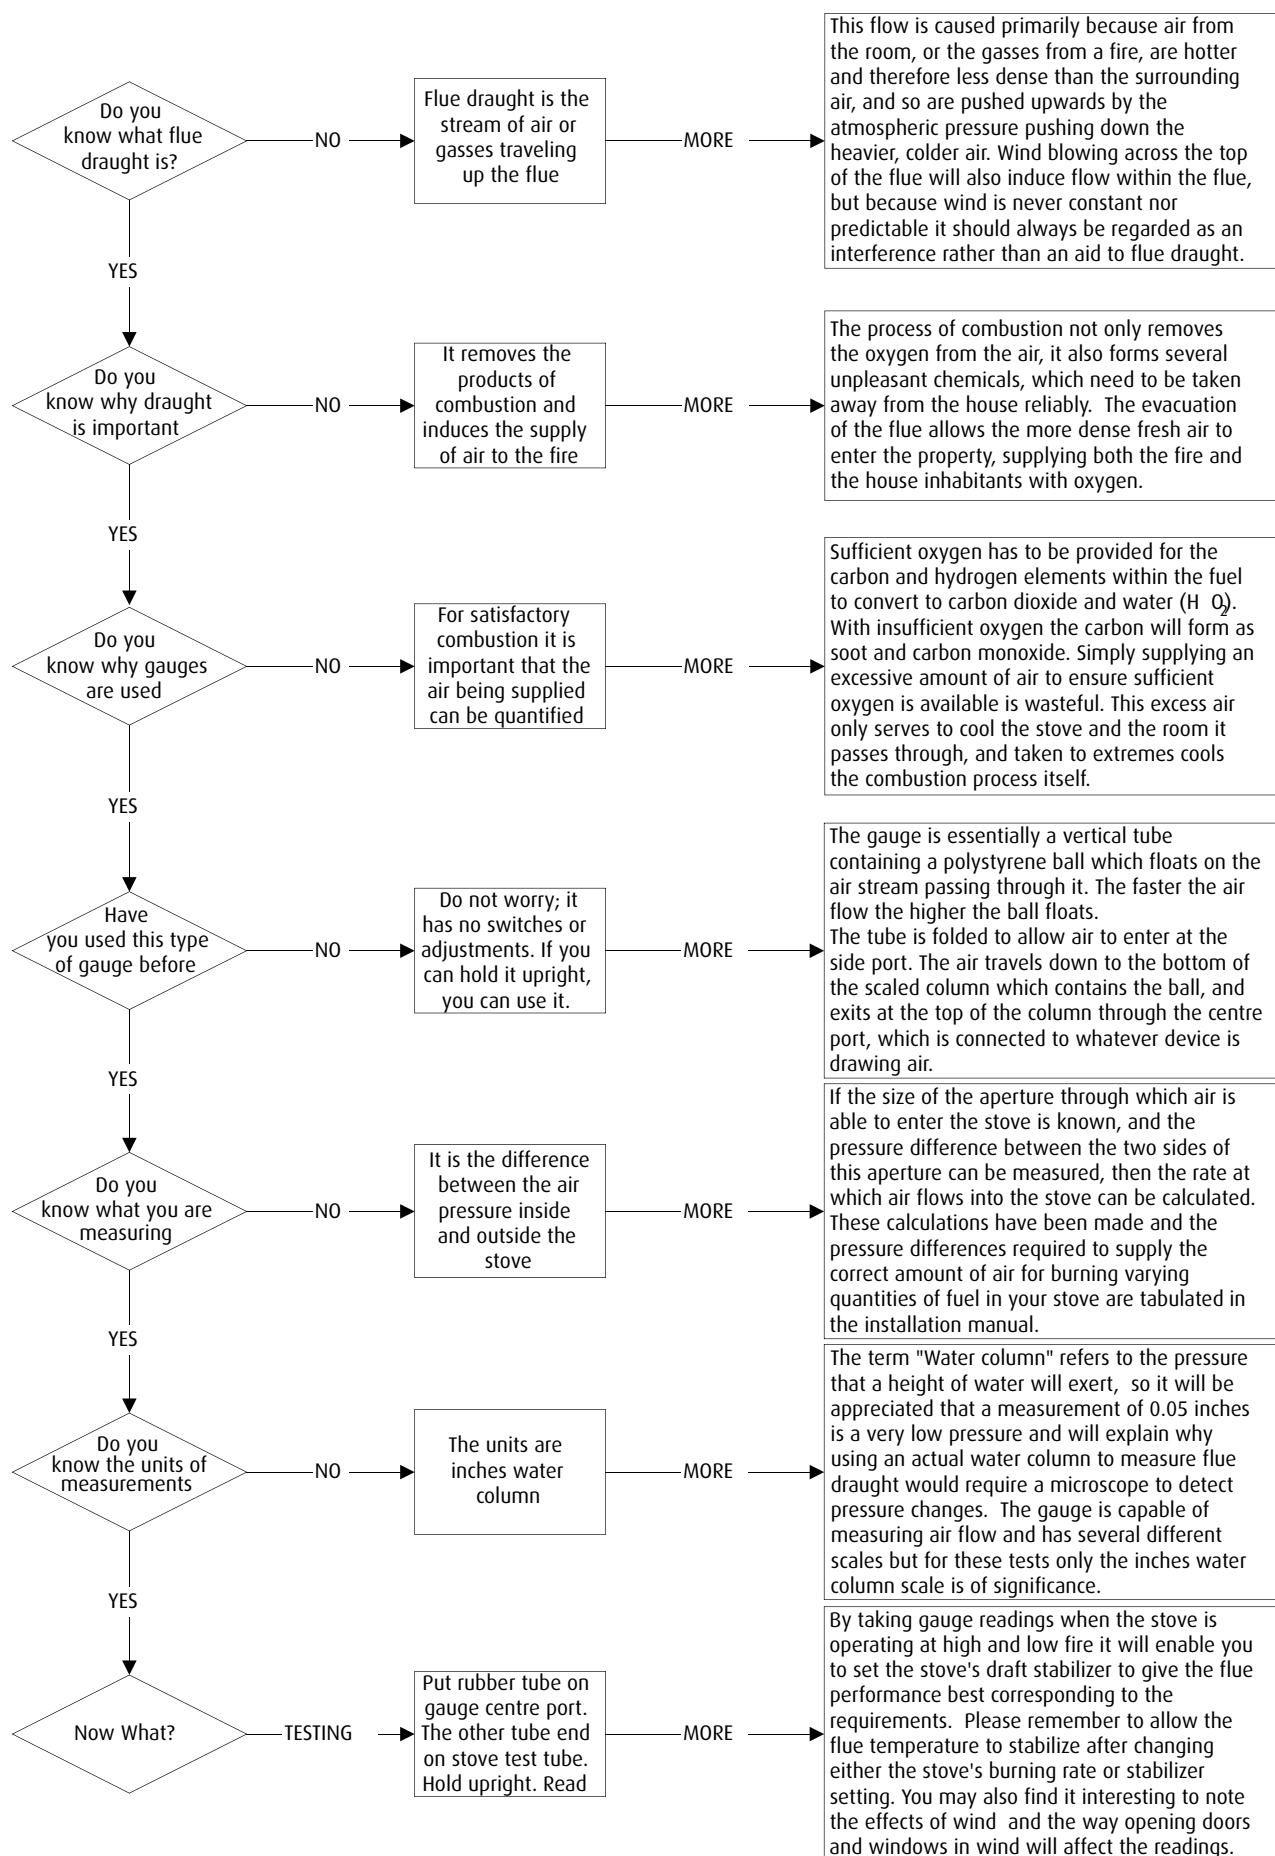 Do you
know what flue
draught is?
NO
Flue draught is the
stream of air or
gasses traveling
up the flue
MORE
This flow is caused primarily because air from
the room, or the gasses from a fire, are hotter
and therefore less dense than the surrounding
air, and so are pushed upwards by the
atmospheric pressure pushing down the
heavier, colder air. Wind blowing across the top
of the flue will also induce flow within the flue,
but because wind is never constant nor
predictable it should always be regarded as an
interference rather than an aid to flue draught.
YES
Do you
know why draught
is important
NO
It removes the
products of
combustion and
induces the supply
of air to the fire
MORE
The process of combustion not only removes
the oxygen from the air, it also forms several
unpleasant chemicals, which need to be taken
away from the house reliably. The evacuation
of the flue allows the more dense fresh air to
enter the property, supplying both the fire and
the house inhabitants with oxygen.
YES
Do you
know why gauges
are used
NO
For satisfactory
combustion it is
important that the
air being supplied
can be quantified
MORE
Sufficient oxygen has to be provided for the
carbon and hydrogen elements within the fuel
to convert to carbon dioxide and water (H O2).
With insufficient oxygen the carbon will form as
soot and carbon monoxide. Simply supplying an
excessive amount of air to ensure sufficient
oxygen is available is wasteful. This excess air
only serves to cool the stove and the room it
passes through, and taken to extremes cools
the combustion process itself.
YES
Have
you used this type
of gauge before
NO
Do not worry; it
has no switches or
adjustments. If you
can hold it upright,
you can use it.
MORE
The gauge is essentially a vertical tube
containing a polystyrene ball which floats on the
air stream passing through it. The faster the air
flow the higher the ball floats.
The tube is folded to allow air to enter at the
side port. The air travels down to the bottom of
the scaled column which contains the ball, and
exits at the top of the column through the centre
port, which is connected to whatever device is
drawing air.
YES
Do you
know what you are
measuring
NO
It is the difference
between the air
pressure inside
and outside the
stove
MORE
If the size of the aperture through which air is
able to enter the stove is known, and the
pressure difference between the two sides of
this aperture can be measured, then the rate at
which air flows into the stove can be calculated.
These calculations have been made and the
pressure differences required to supply the
correct amount of air for burning varying
quantities of fuel in your stove are tabulated in
the installation manual.
YES
Do you
know the units of
measurements
NO
The units are
inches water
column
MORE
The term "Water column" refers to the pressure
that a height of water will exert, so it will be
appreciated that a measurement of 0.05 inches
is a very low pressure and will explain why
using an actual water column to measure flue
draught would require a microscope to detect
pressure changes. The gauge is capable of
measuring air flow and has several different
scales but for these tests only the inches water
column scale is of significance.
YES
Now What?
TESTING
Put rubber tube on
gauge centre port.
The other tube end
on stove test tube.
Hold upright. Read
MORE
By taking gauge readings when the stove is
operating at high and low fire it will enable you
to set the stove's draft stabilizer to give the flue
performance best corresponding to the
requirements. Please remember to allow the
flue temperature to stabilize after changing
either the stove's burning rate or stabilizer
setting. You may also find it interesting to note
the effects of wind and the way opening doors
and windows in wind will affect the readings.